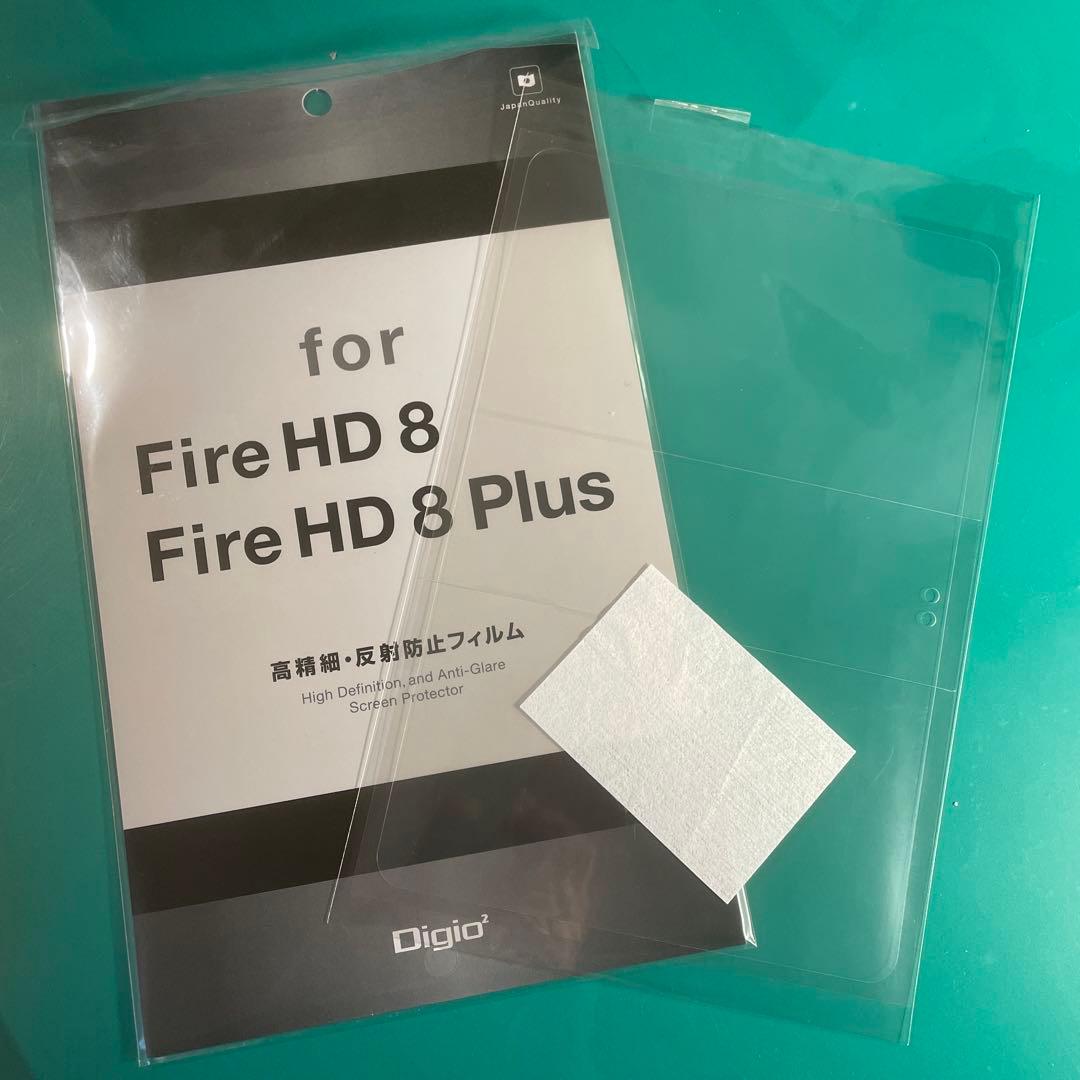 JapanQuality
for
Fire HD 8
Fire HD 8 Plus
高精細・反射防止フィルム
High Definition, and Anti-Glare
Screen Protector
Digio²